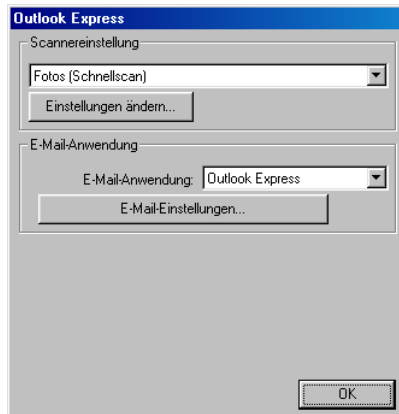 Outlook Express
Scannereinstellung
Fotos (Schnellscan)
Einstellungen ändern...
E-Mail-Anwendung
E-Mail-Anwendung: Outlook Express
E-Mail-Einstellungen...
OK